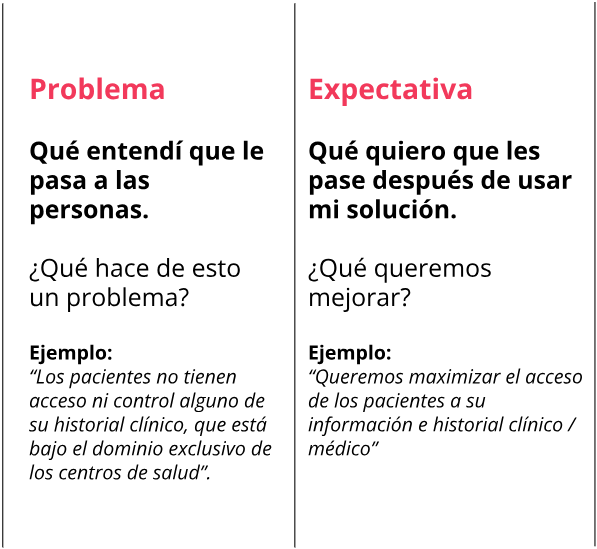 Problema
Qué entendí que le
pasa a las
personas.
¿Qué hace de esto
un problema?
Ejemplo:
“Los pacientes no tienen
acceso ni control alguno de
su historial clínico, que está
bajo el dominio exclusivo de
los centros de salud”.
Expectativa
Qué quiero que les
pase después de usar
mi solución.
¿Qué queremos
mejorar?
Ejemplo:
“Queremos maximizar el acceso
de los pacientes a su
información e historial clínico /
médico”